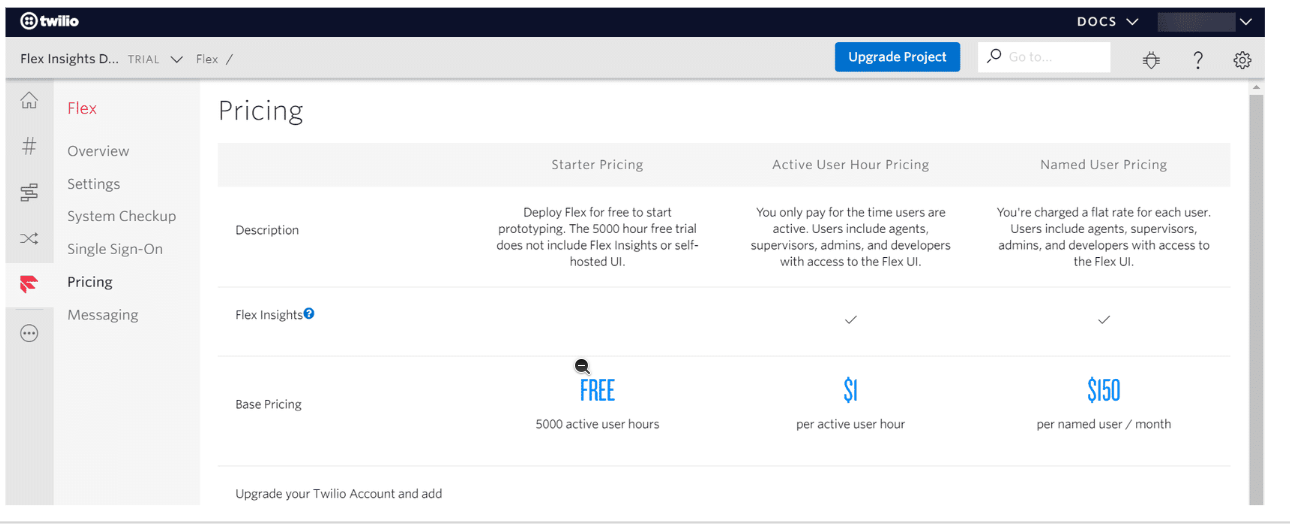 twilio
DOCS
Flex Insights D... TRIAL
Flex /
Upgrade Project
Go to...
?
#
Flex
Overview
Settings
System Checkup
Single Sign-On
Pricing
Messaging
Pricing
Starter Pricing
Active User Hour Pricing
Named User Pricing
Description
Deploy Flex for free to start
prototyping. The 5000 hour free trial
does not include Flex Insights or self-
hosted UI.
You only pay for the time users are
active. Users include agents,
supervisors, admins, and developers
with access to the Flex UI.
You're charged a flat rate for each user.
Users include agents, supervisors,
admins, and developers with access to
the Flex UI.
Flex Insights?
Base Pricing
FREE
5000 active user hours
$1
per active user hour
$150
per named user / month
Upgrade your Twilio Account and add